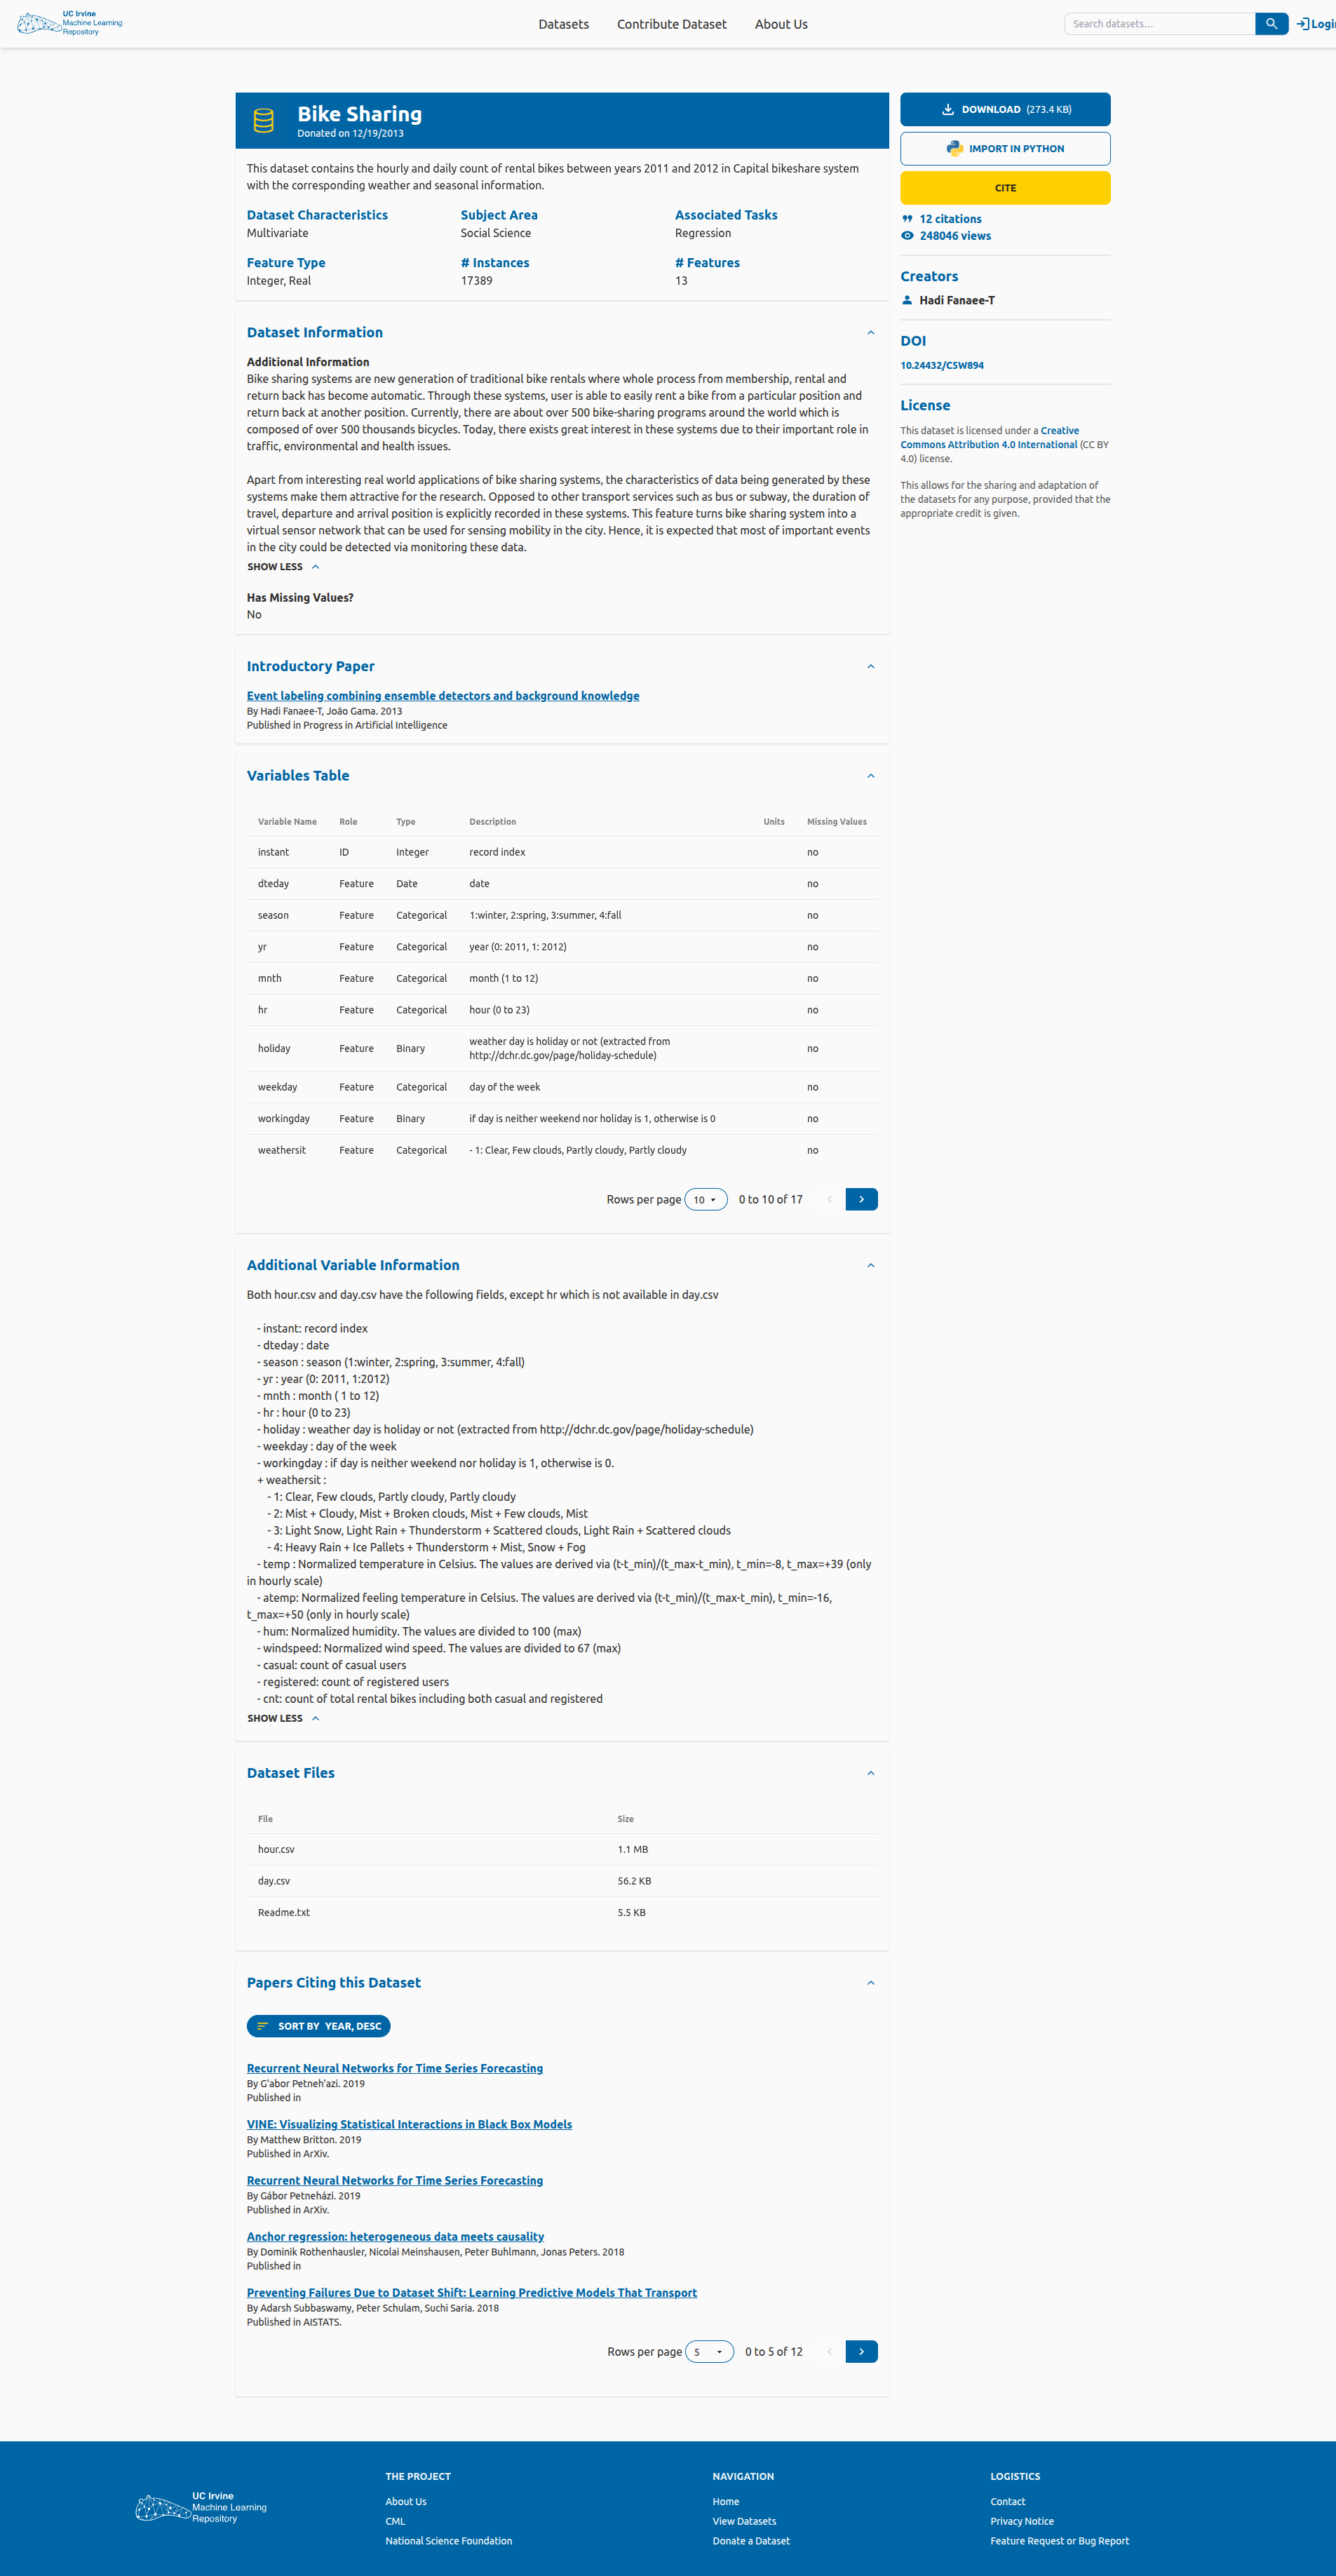 UC Irvine
Machine Learning
Repository
Datasets
Contribute Dataset
About Us
Search datasets...
Bike Sharing
Donated on 12/19/2013
This dataset contains the hourly and daily count of rental bikes between years 2011 and 2012 in Capital bikeshare system
with the corresponding weather and seasonal information.
Dataset Characteristics
Multivariate
Subject Area
Social Science
Associated Tasks
Regression
Feature Type
Integer, Real
# Instances
17389
# Features
13
Dataset Information
Additional Information
Bike sharing systems are new generation of traditional bike rentals where whole process from membership, rental and
return back has become automatic. Through these systems, user is able to easily rent a bike from a particular position and
return back at another position. Currently, there are about over 500 bike-sharing programs around the world which is
composed of over 500 thousands bicycles. Today, there exists great interest in these systems due to their important role in
traffic, environmental and health issues.
Apart from interesting real world applications of bike sharing systems, the characteristics of data being generated by these
systems make them attractive for the research. Opposed to other transport services such as bus or subway, the duration of
travel, departure and arrival position is explicitly recorded in these systems. This feature turns bike sharing system into a
virtual sensor network that can be used for sensing mobility in the city. Hence, it is expected that most of important events
in the city could be detected via monitoring these data.
SHOW LESS
Has Missing Values?
No
Introductory Paper
Event labeling combining ensemble detectors and background knowledge
By Hadi Fanaee-T, João Gama. 2013
Published in Progress in Artificial Intelligence
Variables Table
Variable Name Role Type Description Units Missing Values
instant ID Integer record index no
dteday Feature Date date no
season Feature Categorical 1:winter, 2:spring, 3:summer, 4:fall no
yr Feature Categorical year (0: 2011, 1: 2012) no
mnth Feature Categorical month (1 to 12) no
hr Feature Categorical hour (0 to 23) no
holiday Feature Binary weather day is holiday or not (extracted from
http://dchr.dc.gov/page/holiday-schedule) no
weekday Feature Categorical day of the week no
workingday Feature Binary if day is neither weekend nor holiday is 1, otherwise is 0 no
weathersit Feature Categorical - 1: Clear, Few clouds, Partly cloudy, Partly cloudy no
Rows per page 10 0 to 10 of 17
Additional Variable Information
Both hour.csv and day.csv have the following fields, except hr which is not available in day.csv
- instant: record index
- dteday : date
- season : season (1:winter, 2:spring, 3:summer, 4:fall)
- yr : year (0: 2011, 1:2012)
- mnth : month ( 1 to 12)
- hr : hour (0 to 23)
- holiday : weather day is holiday or not (extracted from http://dchr.dc.gov/page/holiday-schedule)
- weekday : day of the week
- workingday : if day is neither weekend nor holiday is 1, otherwise is 0.
+ weathersit :
- 1: Clear, Few clouds, Partly cloudy, Partly cloudy
- 2: Mist + Cloudy, Mist + Broken clouds, Mist + Few clouds, Mist
- 3: Light Snow, Light Rain + Thunderstorm + Scattered clouds, Light Rain + Scattered clouds
- 4: Heavy Rain + Ice Pallets + Thunderstorm + Mist, Snow + Fog
- temp : Normalized temperature in Celsius. The values are derived via (t-t_min)/(t_max-t_min), t_min=-8, t_max=+39 (only
in hourly scale)
- atemp: Normalized feeling temperature in Celsius. The values are derived via (t-t_min)/(t_max-t_min), t_min=-16,
t_max=+50 (only in hourly scale)
- hum: Normalized humidity. The values are divided to 100 (max)
- windspeed: Normalized wind speed. The values are divided to 67 (max)
- casual: count of casual users
- registered: count of registered users
- cnt: count of total rental bikes including both casual and registered
SHOW LESS
Dataset Files
File Size
hour.csv 1.1 MB
day.csv 56.2 KB
Readme.txt 5.5 KB
Papers Citing this Dataset
SORT BY YEAR, DESC
Recurrent Neural Networks for Time Series Forecasting
By G'abor Petneh'azi. 2019
Published in
VINE: Visualizing Statistical Interactions in Black Box Models
By Matthew Britton. 2019
Published in ArXiv.
Recurrent Neural Networks for Time Series Forecasting
By Gábor Petneházi. 2019
Published in ArXiv.
Anchor regression: heterogeneous data meets causality
By Dominik Rothenhausler, Nicolai Meinshausen, Peter Buhlmann, Jonas Peters. 2018
Published in
Preventing Failures Due to Dataset Shift: Learning Predictive Models That Transport
By Adarsh Subbaswamy, Peter Schulam, Suchi Saria. 2018
Published in AISTATS.
Rows per page 5 0 to 5 of 12
DOWNLOAD (273.4 KB)
IMPORT IN PYTHON
CITE
12 citations
248046 views
Creators
Hadi Fanaee-T
DOI
10.24432/C5W894
License
This dataset is licensed under a Creative
Commons Attribution 4.0 International (CC BY
4.0) license.
This allows for the sharing and adaptation of
the datasets for any purpose, provided that the
appropriate credit is given.
UC Irvine
Machine Learning
Repository
THE PROJECT
About Us
CML
National Science Foundation
NAVIGATION
Home
View Datasets
Donate a Dataset
LOGISTICS
Contact
Privacy Notice
Feature Request or Bug Report